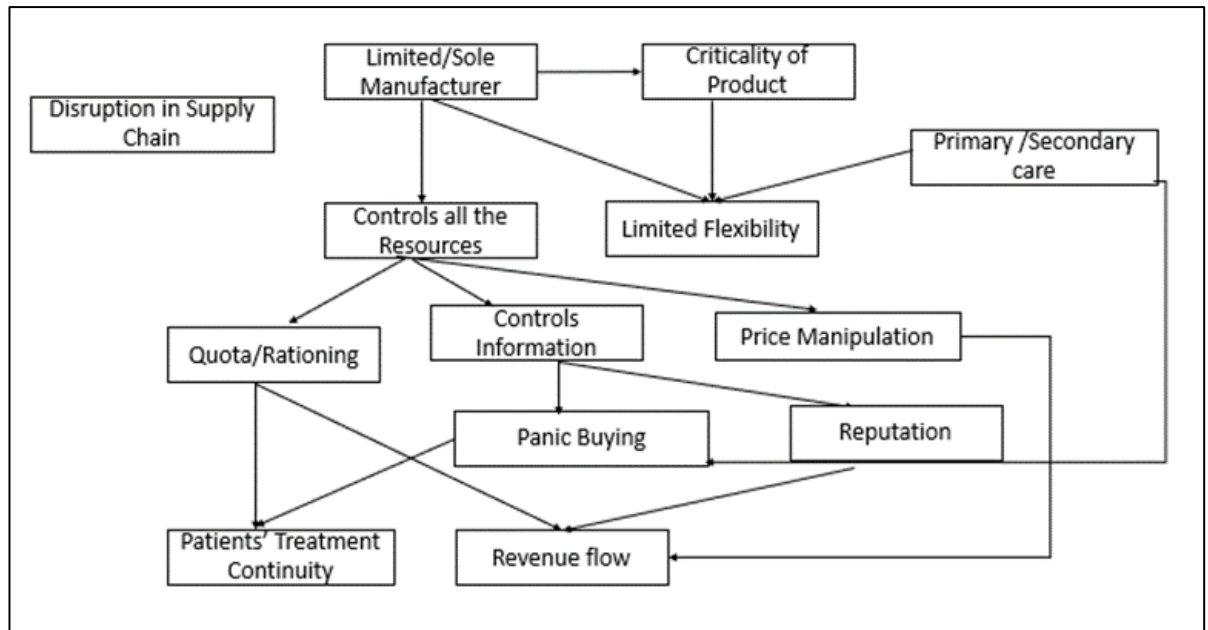 Limited/Sole
Manufacturer
Criticality of
Product
Disruption in Supply
Chain
Primary /Secondary
care
Controls all the
Resources
Limited Flexibility
Controls
Information
Price Manipulation
Quota/Rationing
Panic Buying
Reputation
Patients’ Treatment
Continuity
Revenue flow